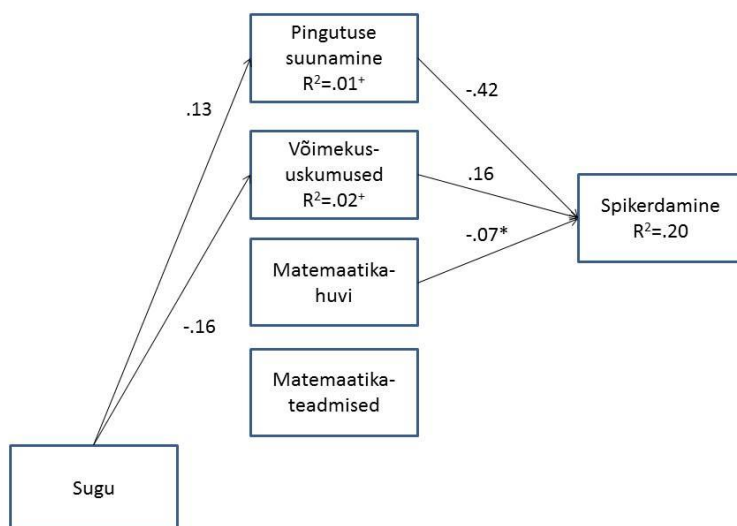 Pingutuse
suunamine
R²=.01⁺
-.42
.13
Võimekus-
uskumused
R²=.02⁺
.16
Spikerdamine
R²=.20
-.07*
Matemaatika-
huvi
-.16
Matemaatika-
teadmised
Sugu